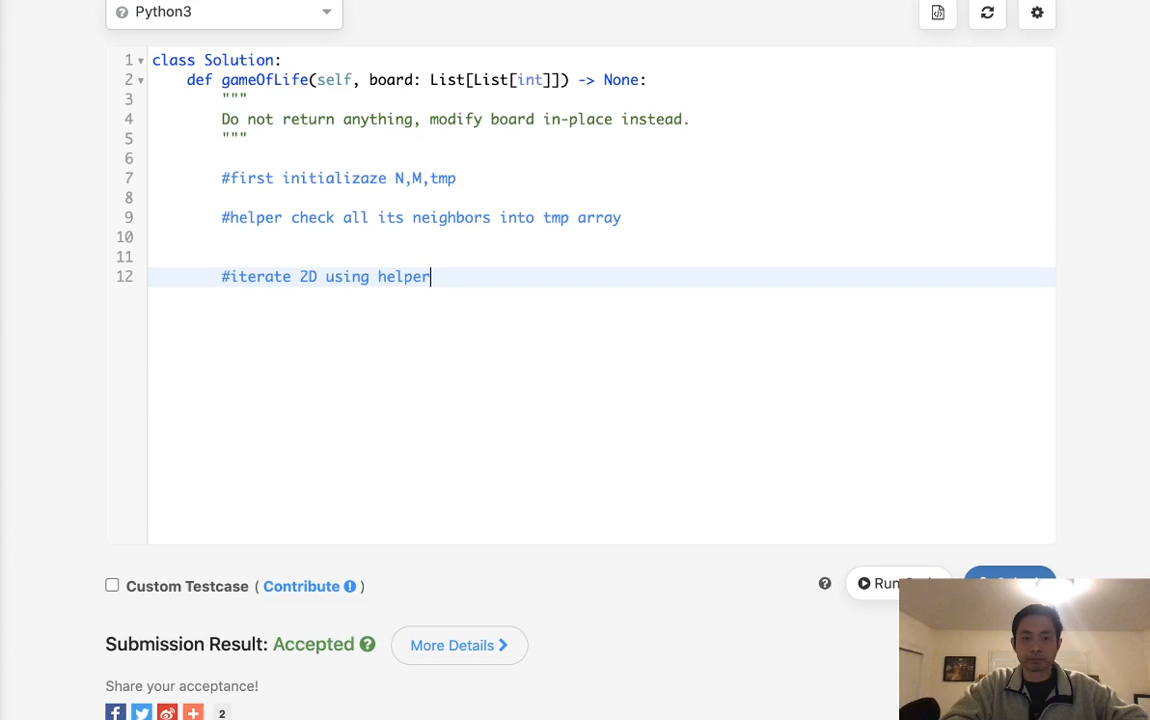 Python3
1 class Solution:
2 def gameOfLife(self, board: List[List[int]]) -> None:
3 """
4 Do not return anything, modify board in-place instead.
5 """
6
7 #first initializaze N,M,tmp
8
9 #helper check all its neighbors into tmp array
10
11
12 #iterate 2D using helper
Custom Testcase ( Contribute )
Run
Submission Result: Accepted
More Details
Share your acceptance!
2